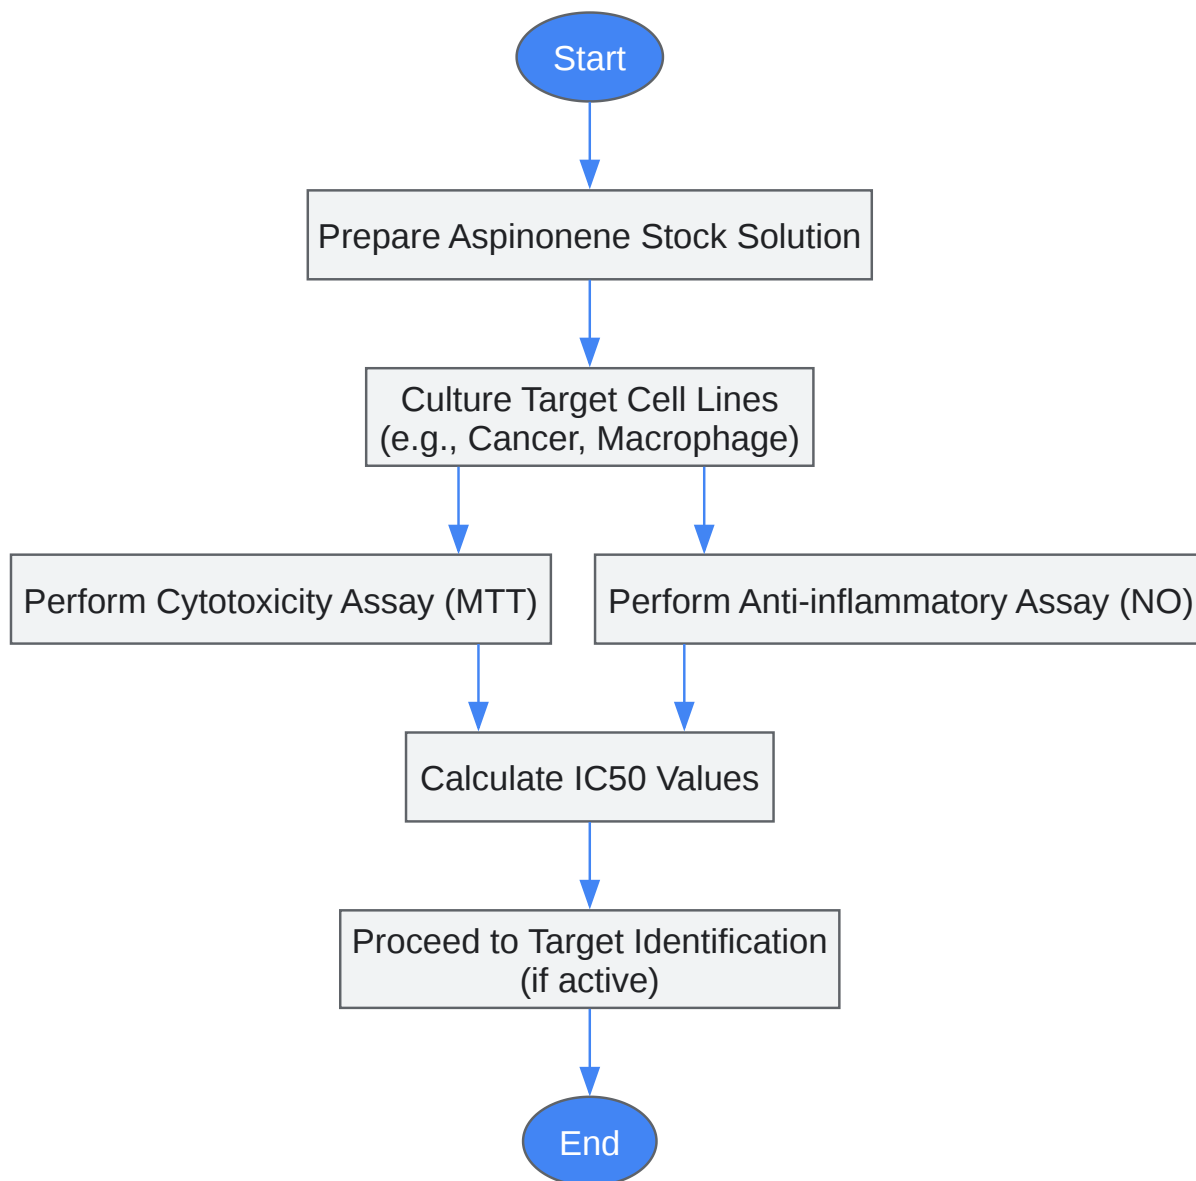 Start
Prepare Aspinonene Stock Solution
Culture Target Cell Lines
(e.g., Cancer, Macrophage)
Perform Cytotoxicity Assay (MTT)
Perform Anti-inflammatory Assay (NO)
Calculate IC50 Values
Proceed to Target Identification
(if active)
End